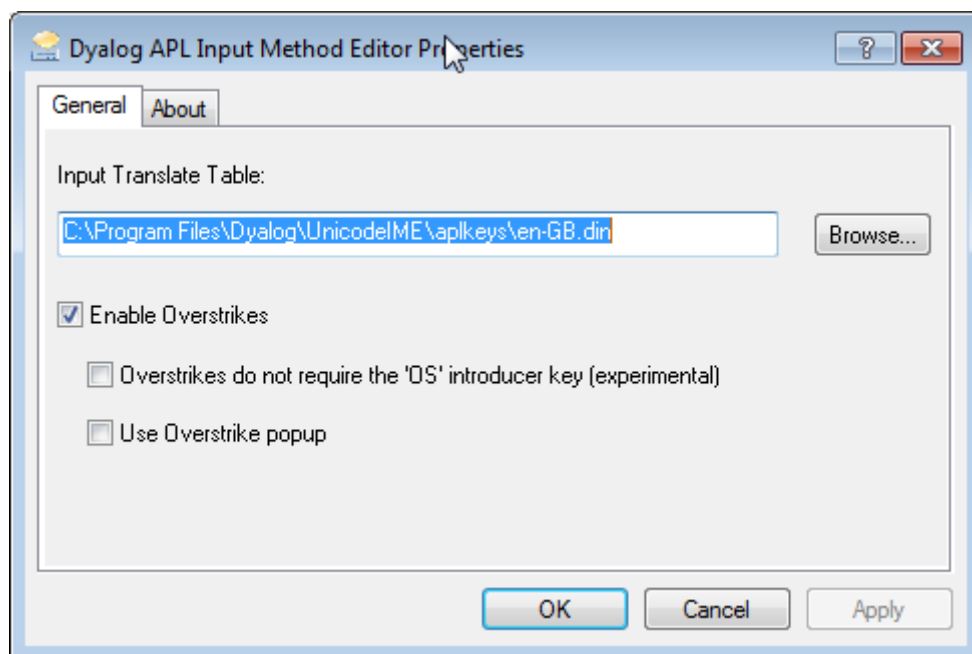 Dyalog APL Input Method Editor Properties
General
About
Input Translate Table:
C:\Program Files\Dyalog\UnicodeIME\aplkeys\en-GB.din
Browse...
Enable Overstrikes
Overstrikes do not require the 'OS' introducer key (experimental)
Use Overstrike popup
OK
Cancel
Apply